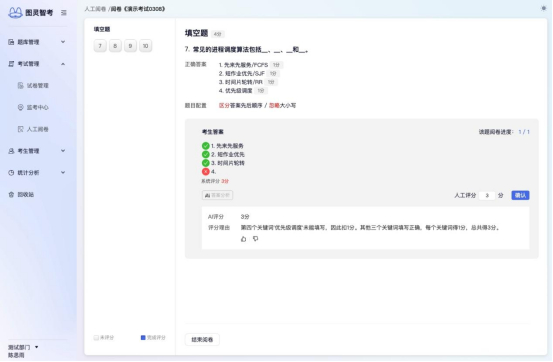 图灵智考
题库管理
考试管理
试卷管理
监考中心
人工阅卷
考生管理
统计分析
回收站
测试部门
陈恩雨
人工阅卷 /阅卷《演示考试0308》
填空题
7 8 9 10
未评分 完成评分
填空题 4分
7. 常见的进程调度算法包括__、__、__和__。
正确答案 1. 先来先服务/FCFS 1分
2. 短作业优先/SJF 1分
3. 时间片轮转/RR 1分
4. 优先级调度 1分
题目配置 区分答案先后顺序 / 忽略大小写
考生答案 该题阅卷进度： 1 / 1
1. 先来先服务
2. 短作业优先
3. 时间片轮转
4.
系统评分 3分
答案分析 人工评分 3 分 确认
AI评分 3分
评分理由 第四个关键词'优先级调度'未能填写，因此扣1分。其他三个关键词填写正确，每个关键词得1分，总共得3分。
结束阅卷